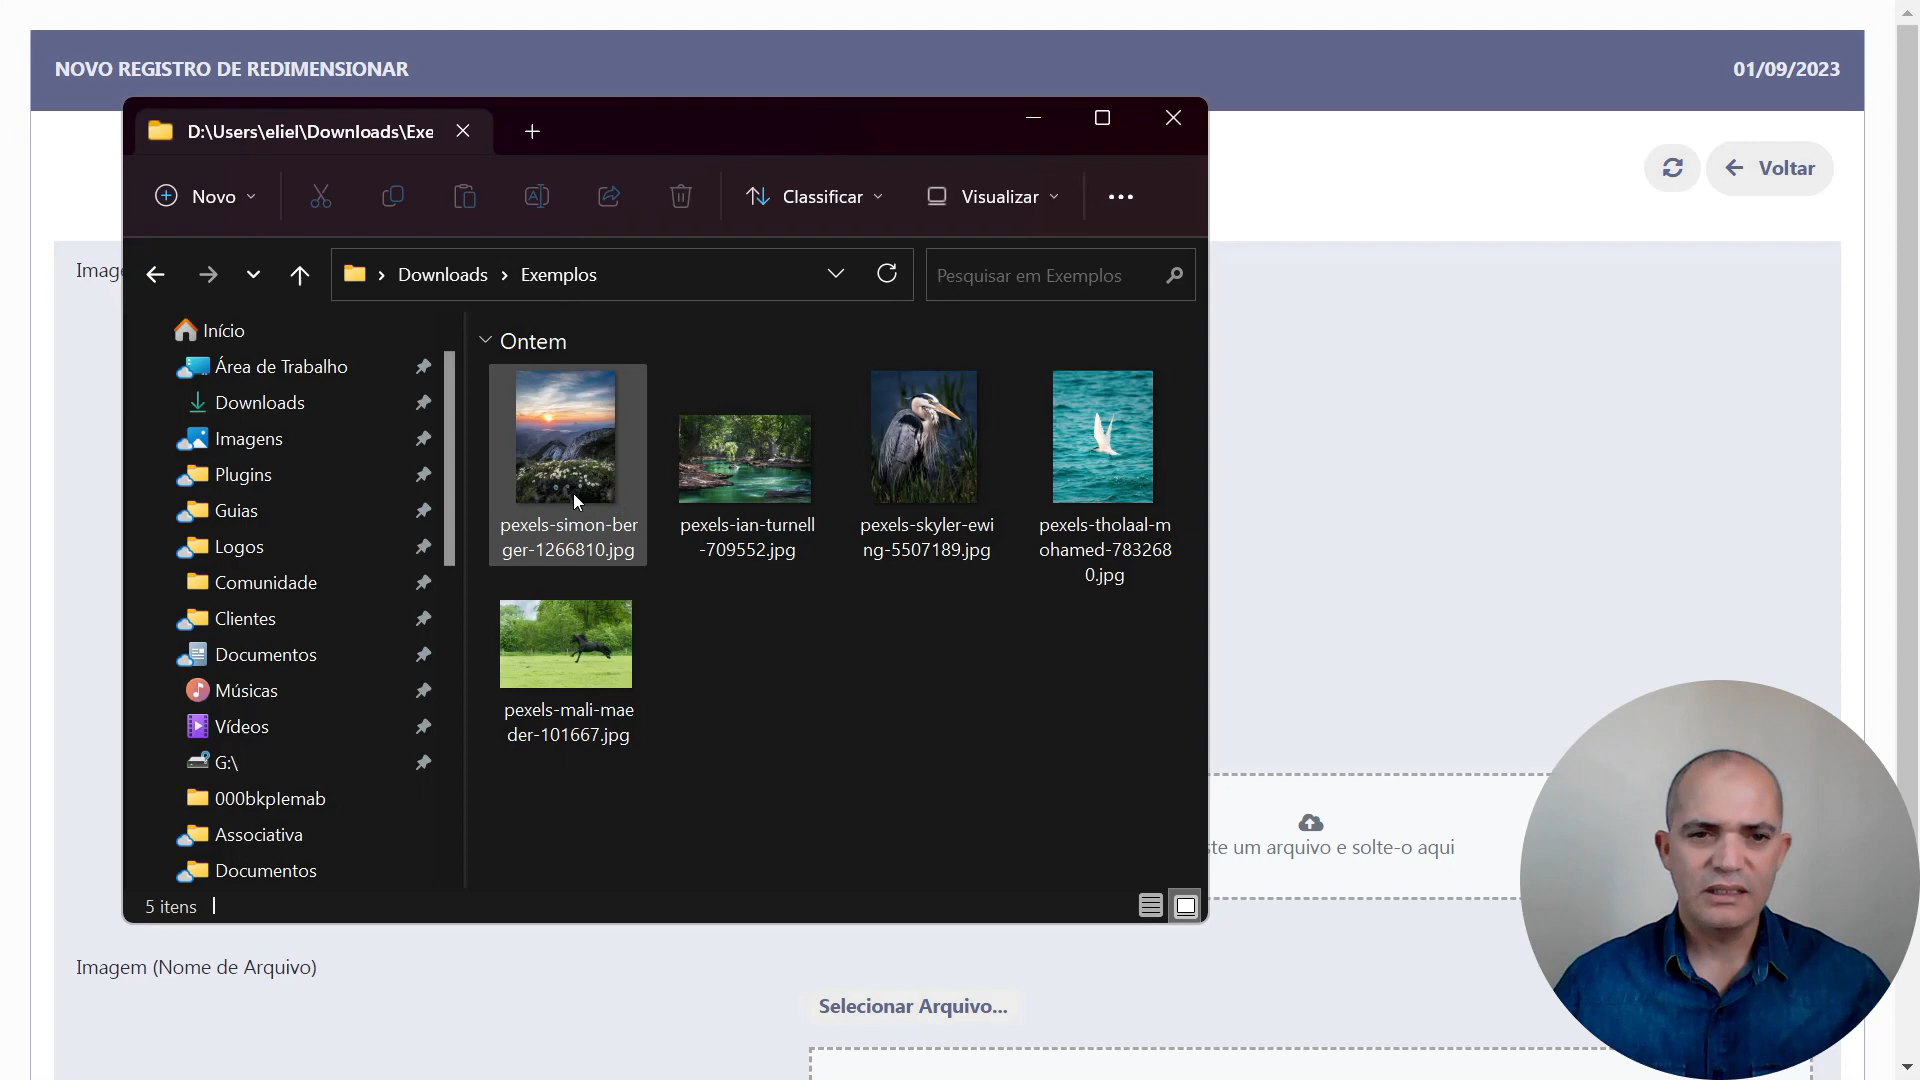 NOVO REGISTRO DE REDIMENSIONAR
01/09/2023
D:\Users\eliel\Downloads\Exe
Novo
Classificar
Visualizar
Voltar
Downloads
Exemplos
Pesquisar em Exemplos
Início
Área de Trabalho
Downloads
Imagens
Plugins
Guias
Logos
Comunidade
Clientes
Documentos
Músicas
Vídeos
G:\
000bkpIemab
Associativa
Documentos
Ontem
pexels-simon-ber
ger-1266810.jpg
pexels-ian-turnell
-709552.jpg
pexels-skyler-ewi
ng-5507189.jpg
pexels-tholaal-m
ohamed-783268
0.jpg
pexels-mali-mae
der-101667.jpg
5 itens
um arquivo e solte-o aqui
Imagem (Nome de Arquivo)
Selecionar Arquivo...